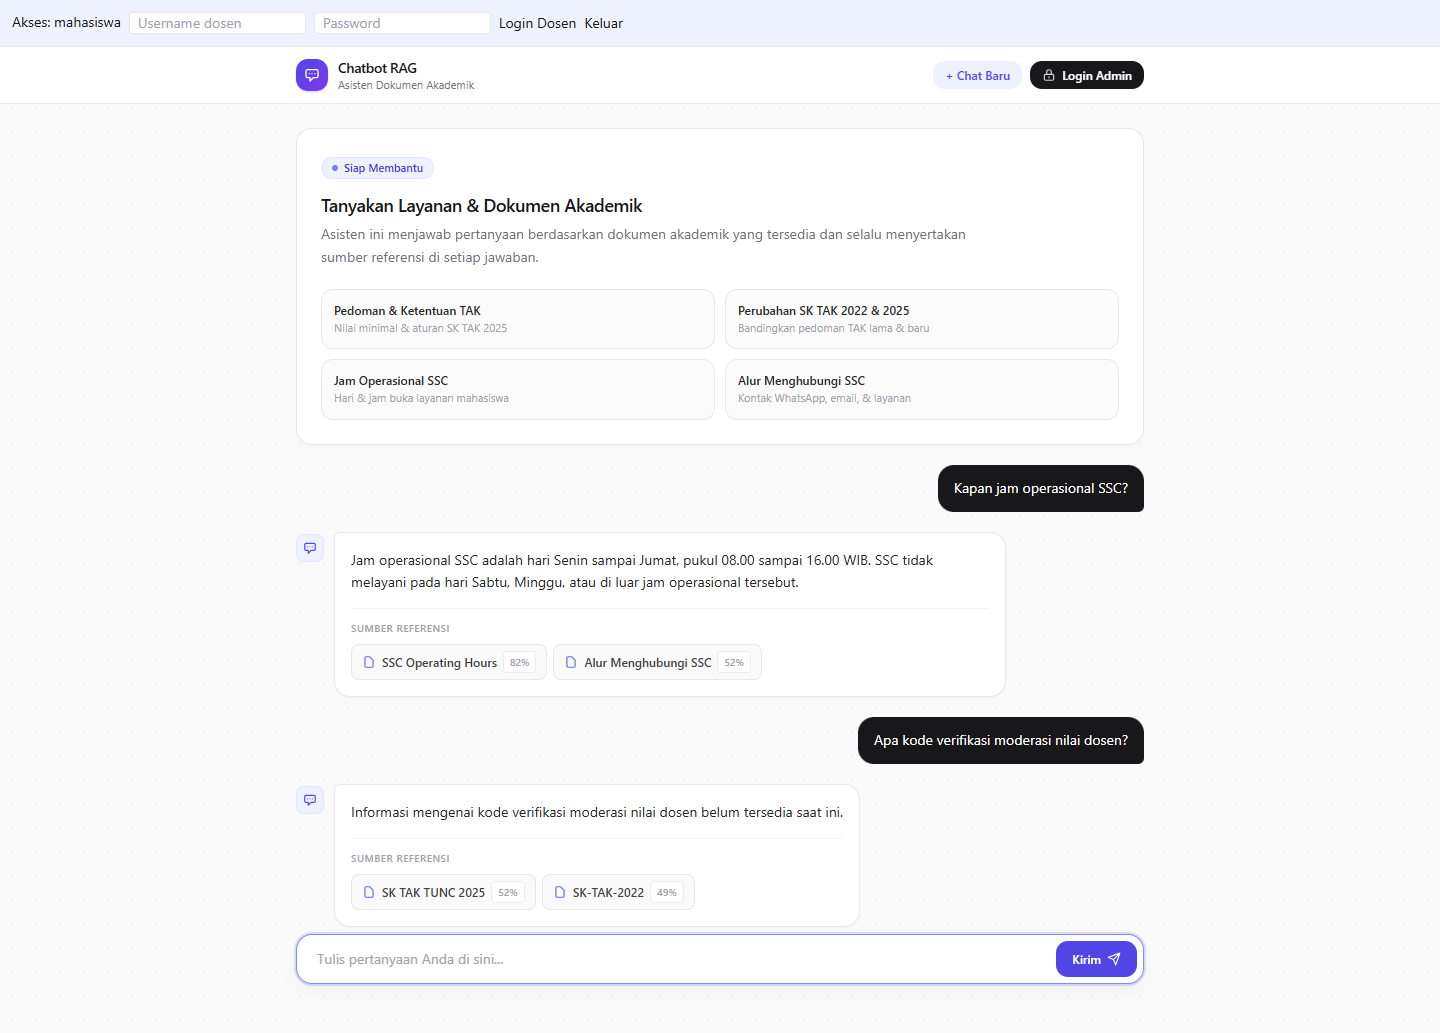 Akses: mahasiswa Username dosen Password Login Dosen Keluar
Chatbot RAG
Asisten Dokumen Akademik
+ Chat Baru Login Admin
Siap Membantu
Tanyakan Layanan & Dokumen Akademik
Asisten ini menjawab pertanyaan berdasarkan dokumen akademik yang tersedia dan selalu menyertakan
sumber referensi di setiap jawaban.
Pedoman & Ketentuan TAK
Nilai minimal & aturan SK TAK 2025
Perubahan SK TAK 2022 & 2025
Bandingkan pedoman TAK lama & baru
Jam Operasional SSC
Hari & jam buka layanan mahasiswa
Alur Menghubungi SSC
Kontak WhatsApp, email, & layanan
Kapan jam operasional SSC?
Jam operasional SSC adalah hari Senin sampai Jumat, pukul 08.00 sampai 16.00 WIB. SSC tidak
melayani pada hari Sabtu, Minggu, atau di luar jam operasional tersebut.
SUMBER REFERENSI
SSC Operating Hours 82% Alur Menghubungi SSC 52%
Apa kode verifikasi moderasi nilai dosen?
Informasi mengenai kode verifikasi moderasi nilai dosen belum tersedia saat ini.
SUMBER REFERENSI
SK TAK TUNC 2025 52% SK-TAK-2022 49%
Tulis pertanyaan Anda di sini... Kirim